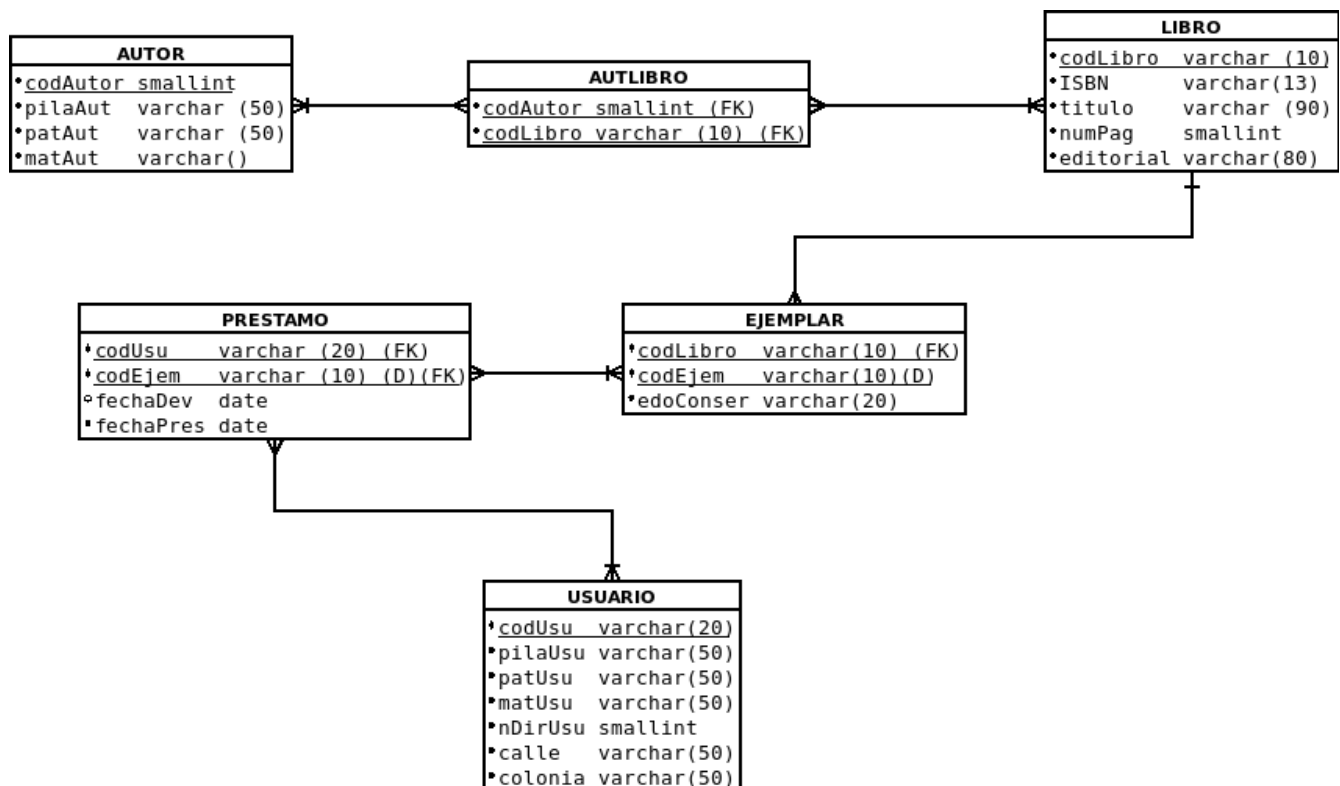 AUTOR
codAutor smallint
pilaAut varchar (50)
patAut varchar (50)
matAut varchar()
AUTLIBRO
codAutor smallint (FK)
codLibro varchar (10) (FK)
LIBRO
codLibro varchar (10)
ISBN varchar(13)
titulo varchar (90)
numPag smallint
editorial varchar(80)
PRESTAMO
codUsu varchar (20) (FK)
codEjem varchar (10) (D)(FK)
fechaDev date
fechaPres date
EJEMPLAR
codLibro varchar(10) (FK)
codEjem varchar(10)(D)
edoConser varchar(20)
USUARIO
codUsu varchar(20)
pilaUsu varchar(50)
patUsu varchar(50)
matUsu varchar(50)
nDirUsu smallint
calle varchar(50)
colonia varchar(50)